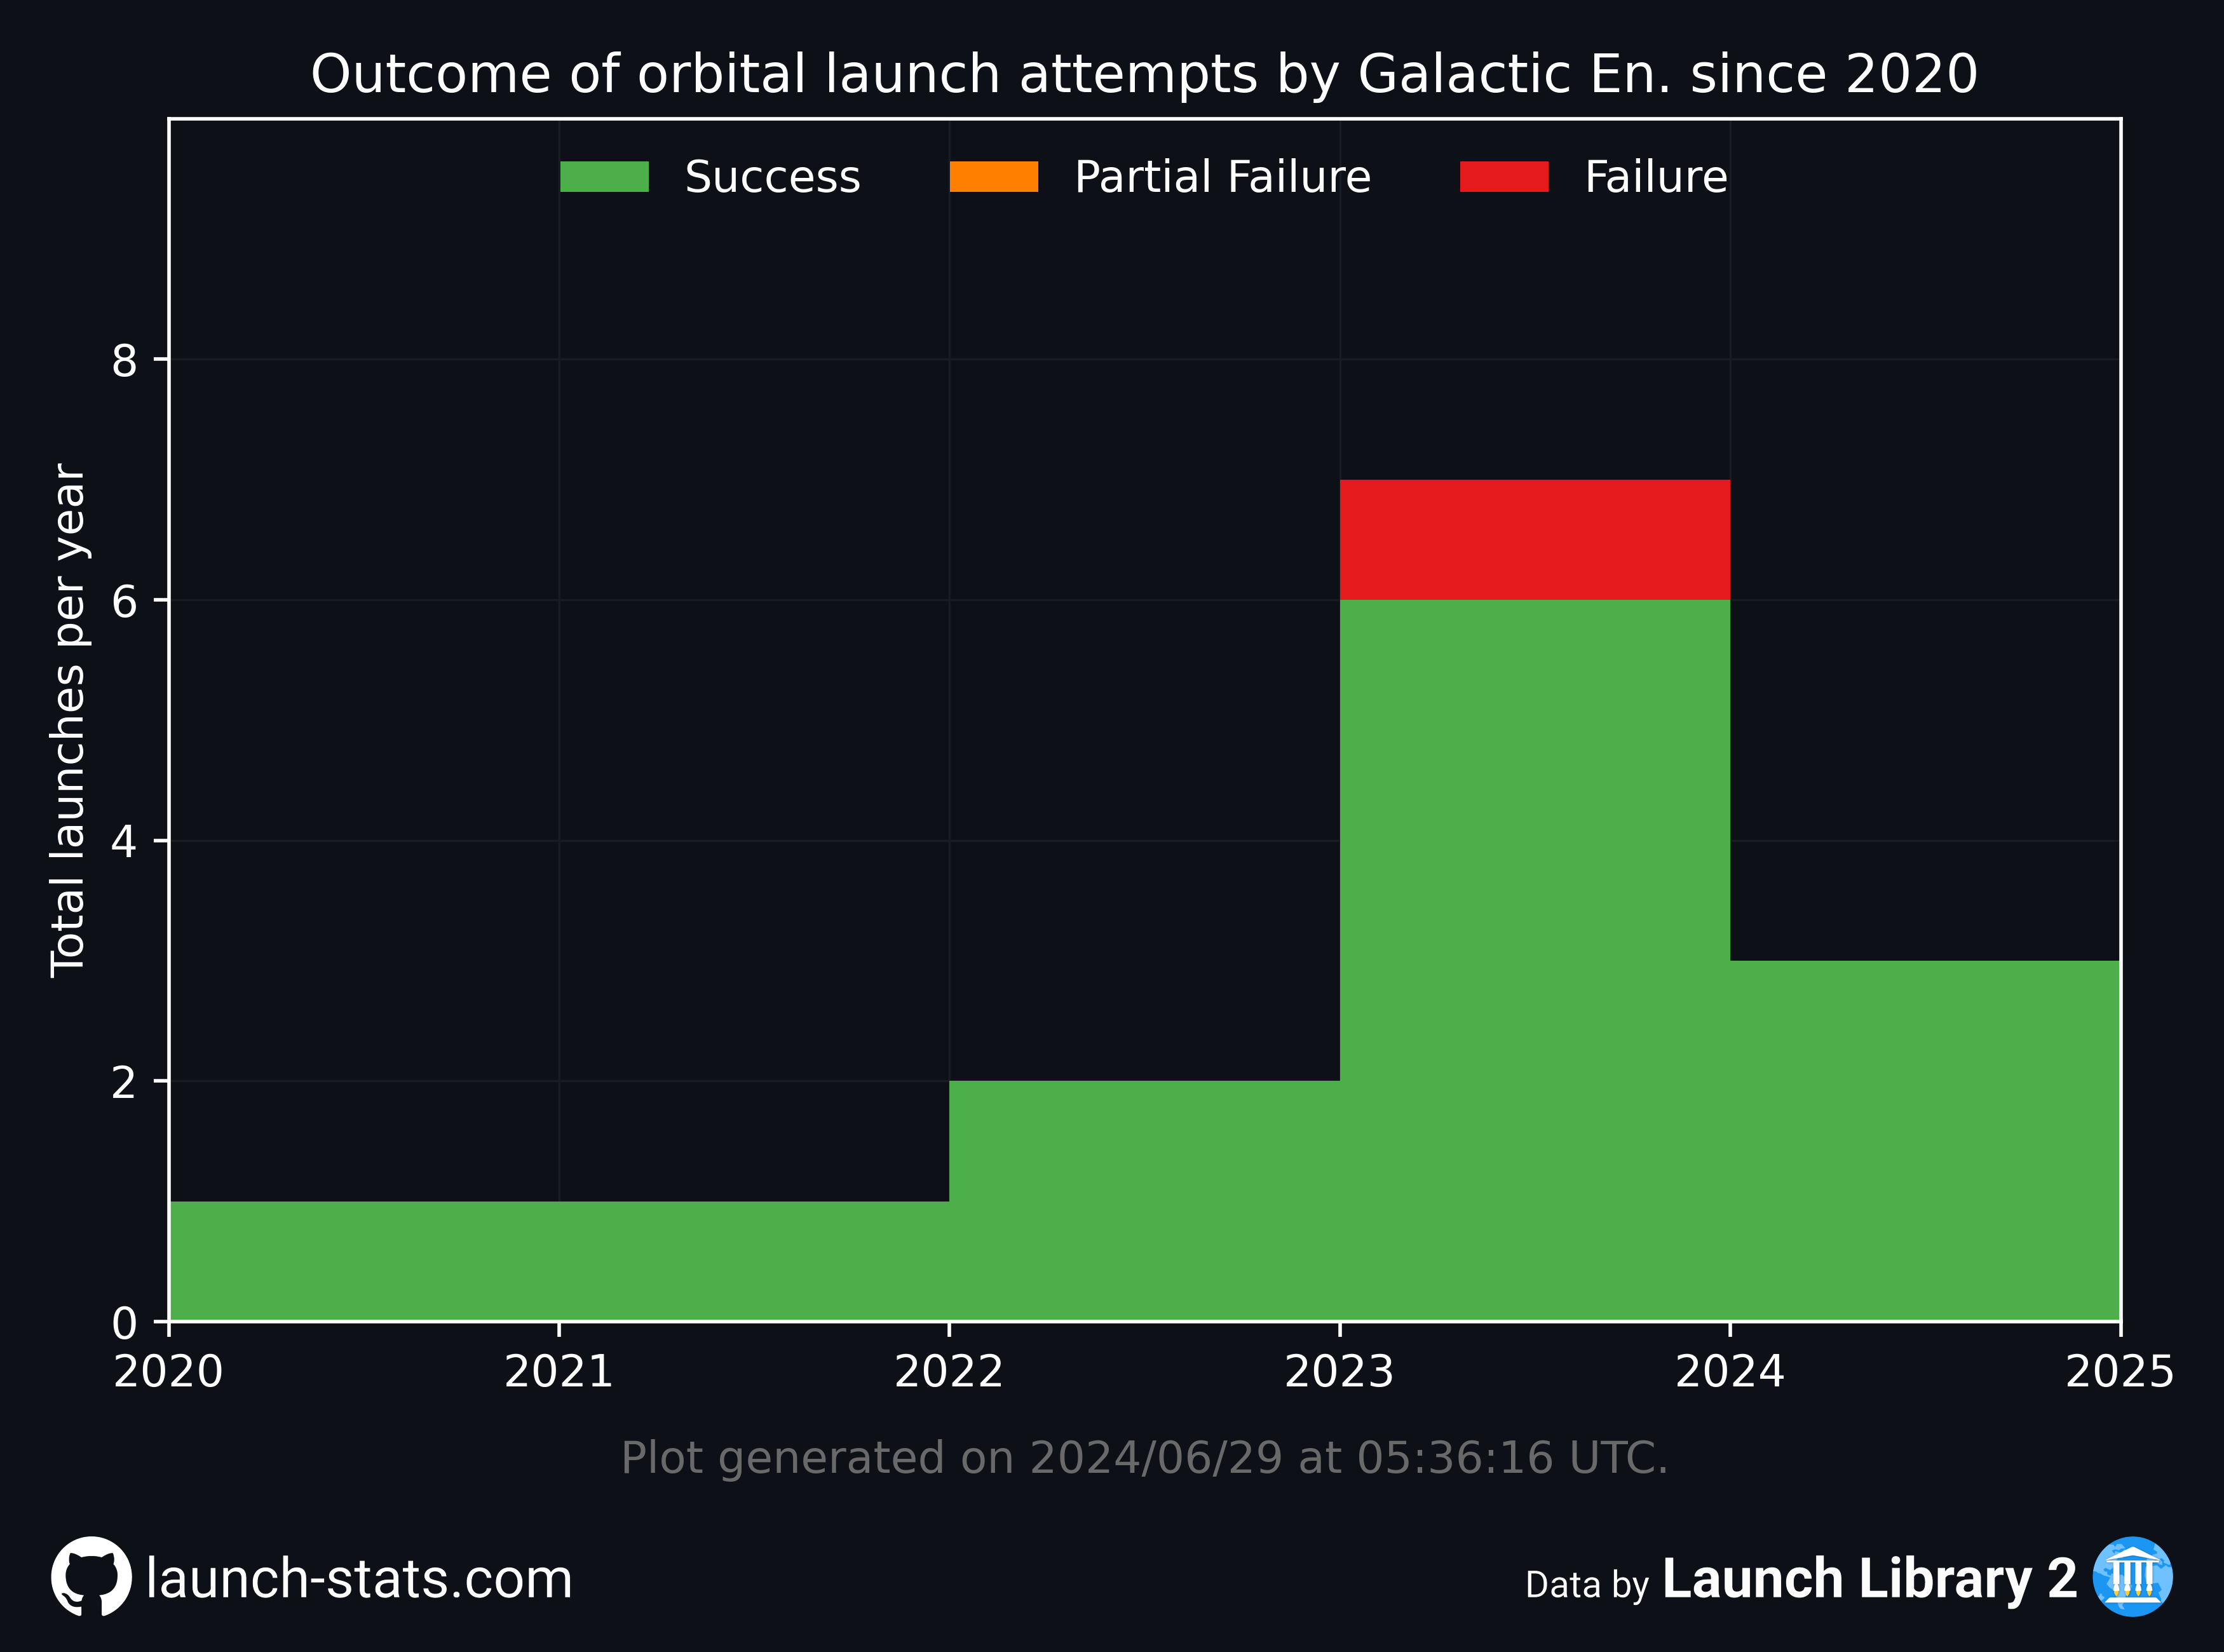 Outcome of orbital launch attempts by Galactic En. since 2020
Success Partial Failure Failure
Total launches per year
8
6
4
2
0
2020 2021 2022 2023 2024 2025
Plot generated on 2024/06/29 at 05:36:16 UTC.
launch-stats.com
Data by Launch Library 2